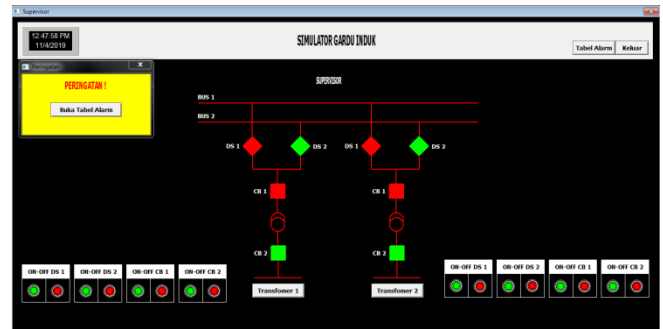 Supervisor
12:47:58 PM
11/4/2019
SIMULATOR GARDU INDUK
Tabel Alarm Keluar
Peringatan
X
PERINGATAN !
Buka Tabel Alarm
SUPERVISOR
BUS 1
BUS 2
DS 1 DS 2 DS 1 DS 2
CB 1 CB 1
CB 2 CB 2
ON-OFF DS 1 ON-OFF DS 2 ON-OFF CB 1 ON-OFF CB 2
ON-OFF DS 1 ON-OFF DS 2 ON-OFF CB 1 ON-OFF CB 2
Transfomer 1 Transfomer 2